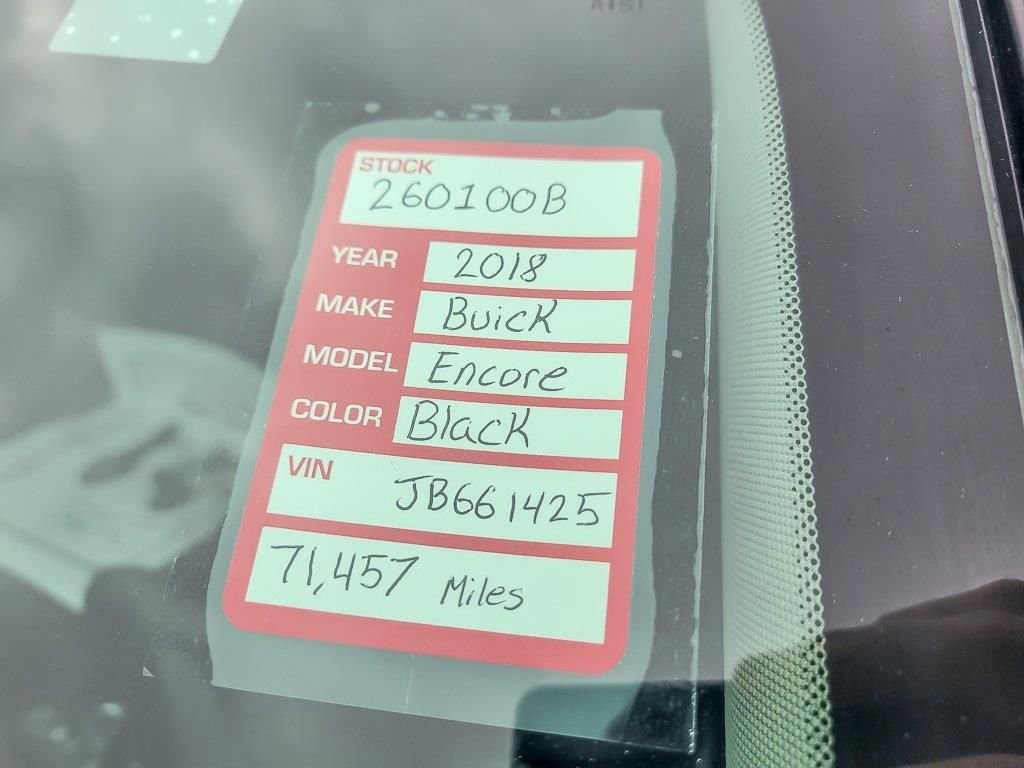 STOCK
260100B
YEAR 2018
MAKE Buick
MODEL Encore
COLOR Black
VIN
JB661425
71,457 Miles